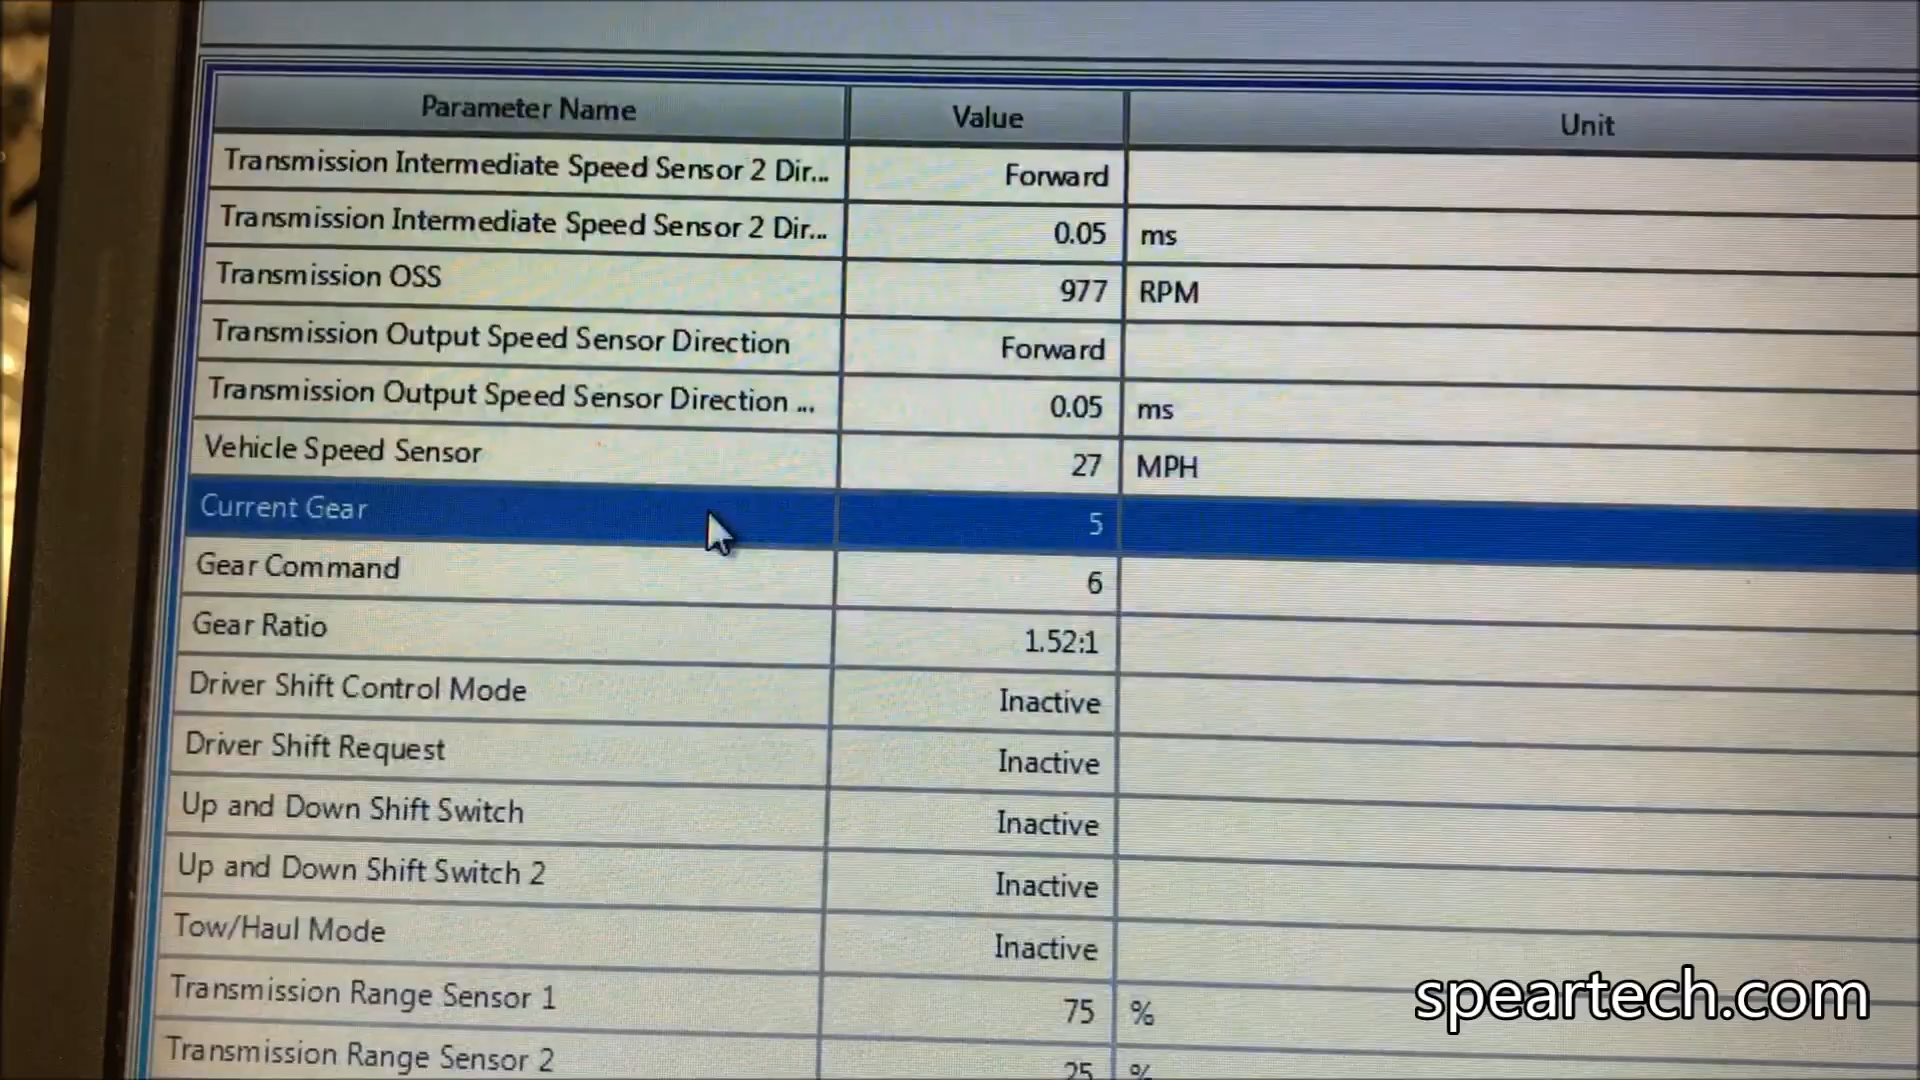 Parameter Name Value Unit
Transmission Intermediate Speed Sensor 2 Dir... Forward
Transmission Intermediate Speed Sensor 2 Dir... 0.05 ms
Transmission OSS 977 RPM
Transmission Output Speed Sensor Direction Forward
Transmission Output Speed Sensor Direction ... 0.05 ms
Vehicle Speed Sensor 27 MPH
Current Gear 5
Gear Command 6
Gear Ratio 1.52:1
Driver Shift Control Mode Inactive
Driver Shift Request Inactive
Up and Down Shift Switch Inactive
Up and Down Shift Switch 2 Inactive
Tow/Haul Mode Inactive
Transmission Range Sensor 1 75 %
Transmission Range Sensor 2 25 %
speartech.com